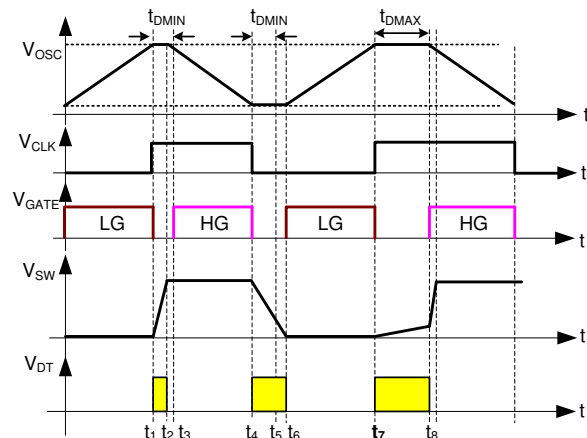 tDMIN tDMIN tDMAX
VOSC
t
VCLK
t
VGATE
LG HG LG HG
t
VSW
t
VDT
t
t1 t2 t3 t4 t5 t6 t7 t8